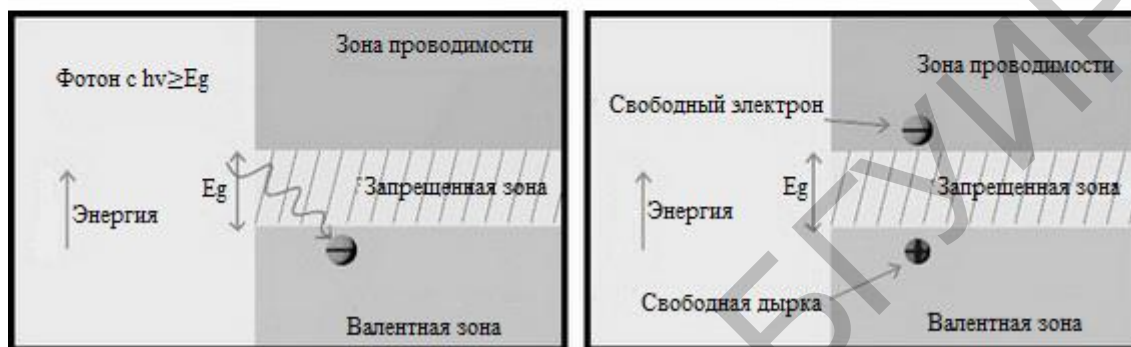 Зона проводимости
Фотон с hν≥Eg
Eg
Запрещенная зона
Энергия
Валентная зона
Зона проводимости
Свободный электрон
Eg
Запрещенная зона
Энергия
Свободная дырка
Валентная зона
БГУИР